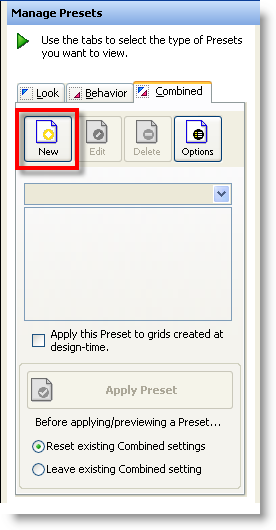 Manage Presets
Use the tabs to select the type of Presets
you want to view.
Look Behavior Combined
New Edit Delete Options
Apply this Preset to grids created at
design-time.
Apply Preset
Before applying/previewing a Preset...
Reset existing Combined settings
Leave existing Combined setting